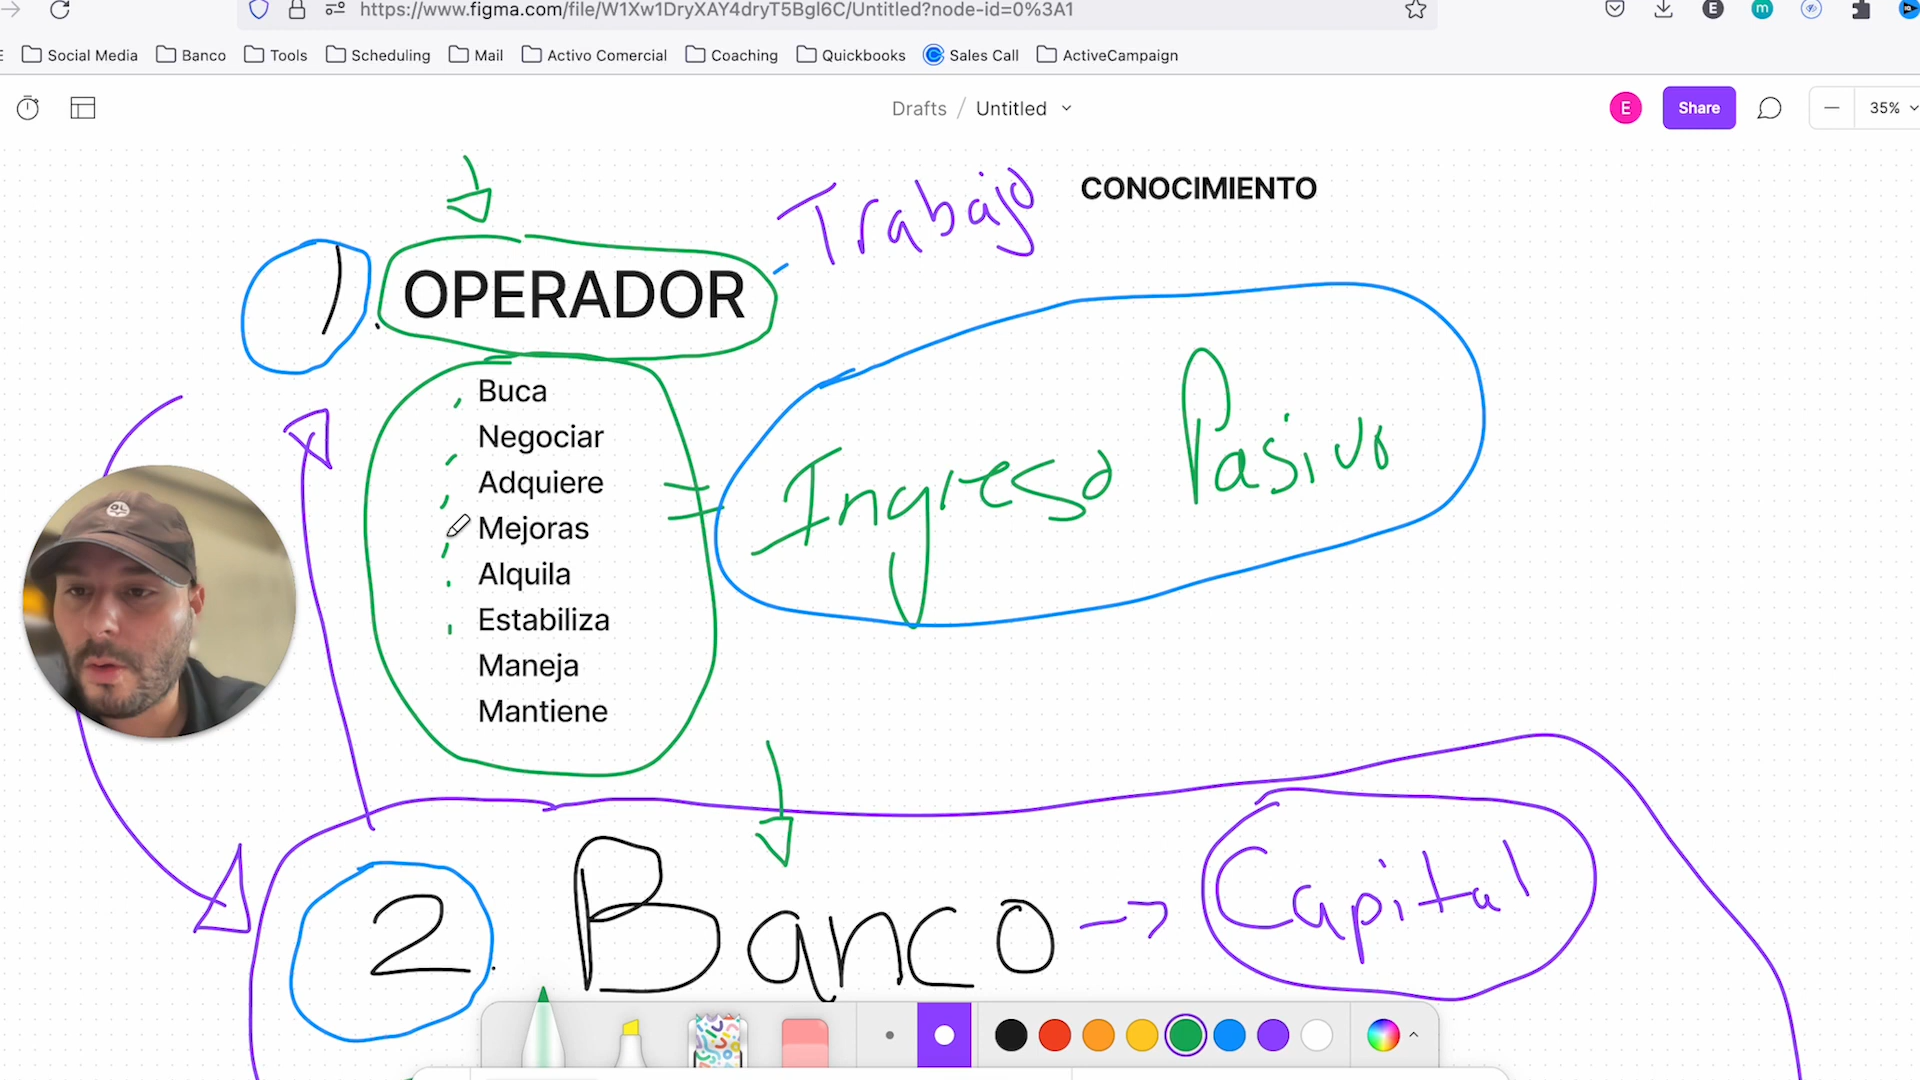 https://www.figma.com/file/W1Xw1DryXAY4dryT5Bgl6C/Untitled?node-id=0%3A1
E m
Social Media Banco Tools Scheduling Mail Activo Comercial Coaching Quickbooks Sales Call ActiveCampaign
Drafts / Untitled
E Share 35%
Trabajo
CONOCIMIENTO
1. OPERADOR
Buca
Negociar
Adquiere
Mejoras
Alquila
Estabiliza
Maneja
Mantiene
= Ingreso Pasivo
2. Banco -> Capital